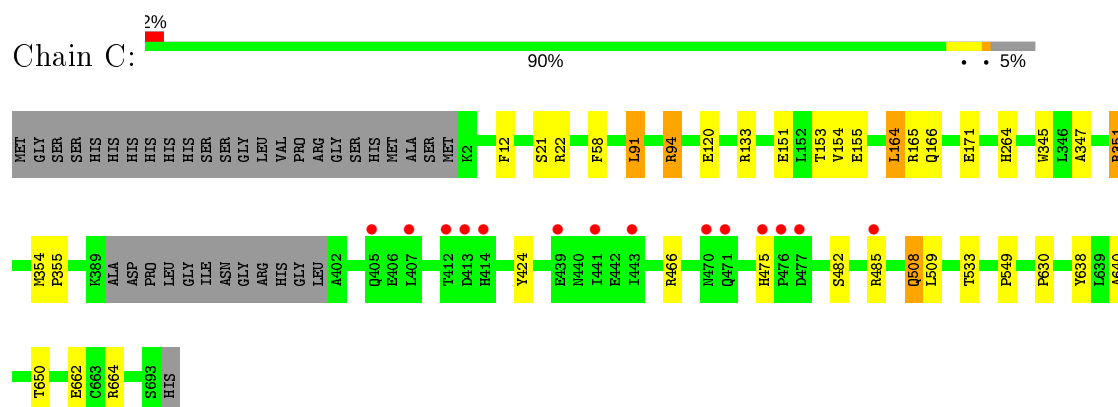 2%
Chain C:
90%
• • 5%
MET GLY SER SER HIS HIS HIS HIS HIS HIS SER SER GLY LEU VAL PRO ARG GLY SER HIS MET ALA SER MET K2 F12 S21 R22 F58 L91 R94 E120 R133 E151 L152 T153 V154 E155 L164 R165 Q166 E171 H264 W345 L346 A347 R351
M354 P355 K389 ALA ASP PRO LEU GLY ILE ASN GLY ARG HIS GLY LEU A402 Q405 E406 L407 T412 D413 H414 Y424 E439 N440 I441 E442 I443 R466 N470 Q471 H475 P476 D477 S482 R485 Q508 L509 T533 P549 P630 Y638 L639 A640
T650 E662 C663 R664 S693 HIS